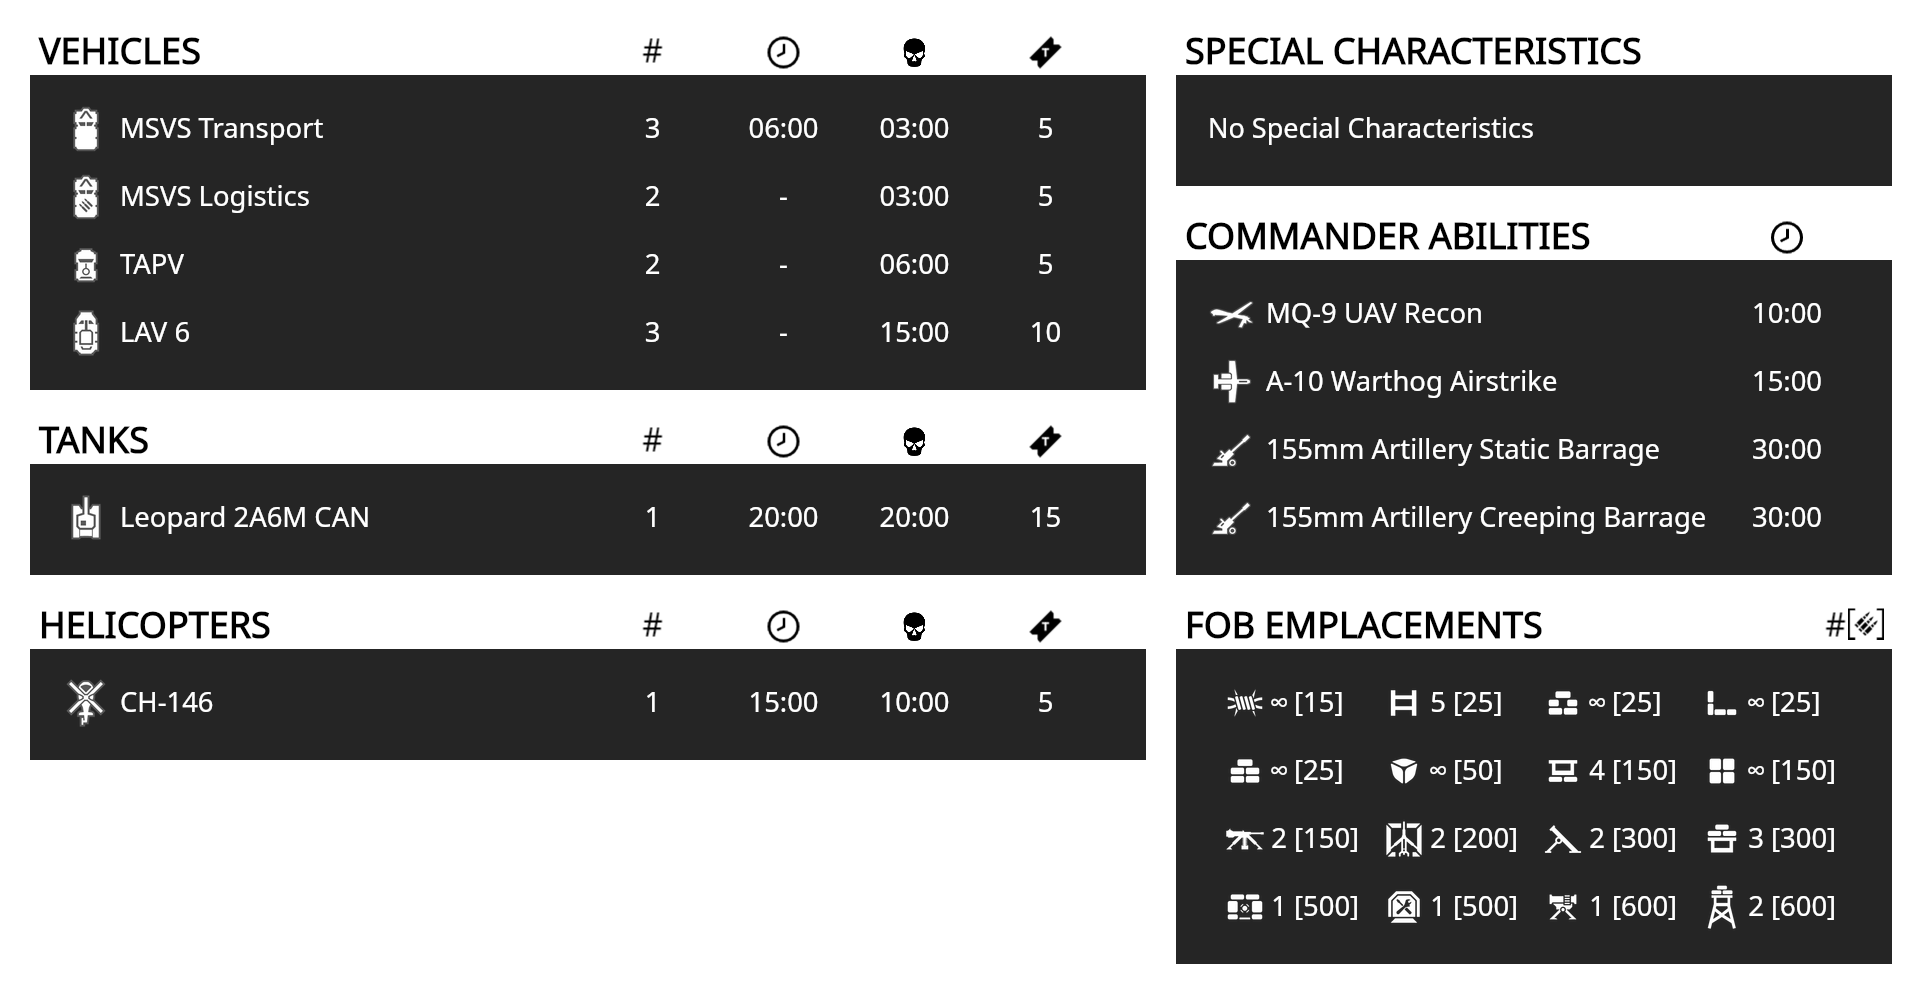 VEHICLES #
MSVS Transport 3 06:00 03:00 5
MSVS Logistics 2 - 03:00 5
TAPV 2 - 06:00 5
LAV 6 3 - 15:00 10
TANKS #
Leopard 2A6M CAN 1 20:00 20:00 15
HELICOPTERS #
CH-146 1 15:00 10:00 5
SPECIAL CHARACTERISTICS
No Special Characteristics
COMMANDER ABILITIES
MQ-9 UAV Recon 10:00
A-10 Warthog Airstrike 15:00
155mm Artillery Static Barrage 30:00
155mm Artillery Creeping Barrage 30:00
FOB EMPLACEMENTS #[]
∞ [15] 5 [25] ∞ [25] ∞ [25]
∞ [25] ∞ [50] 4 [150] ∞ [150]
2 [150] 2 [200] 2 [300] 3 [300]
1 [500] 1 [500] 1 [600] 2 [600]